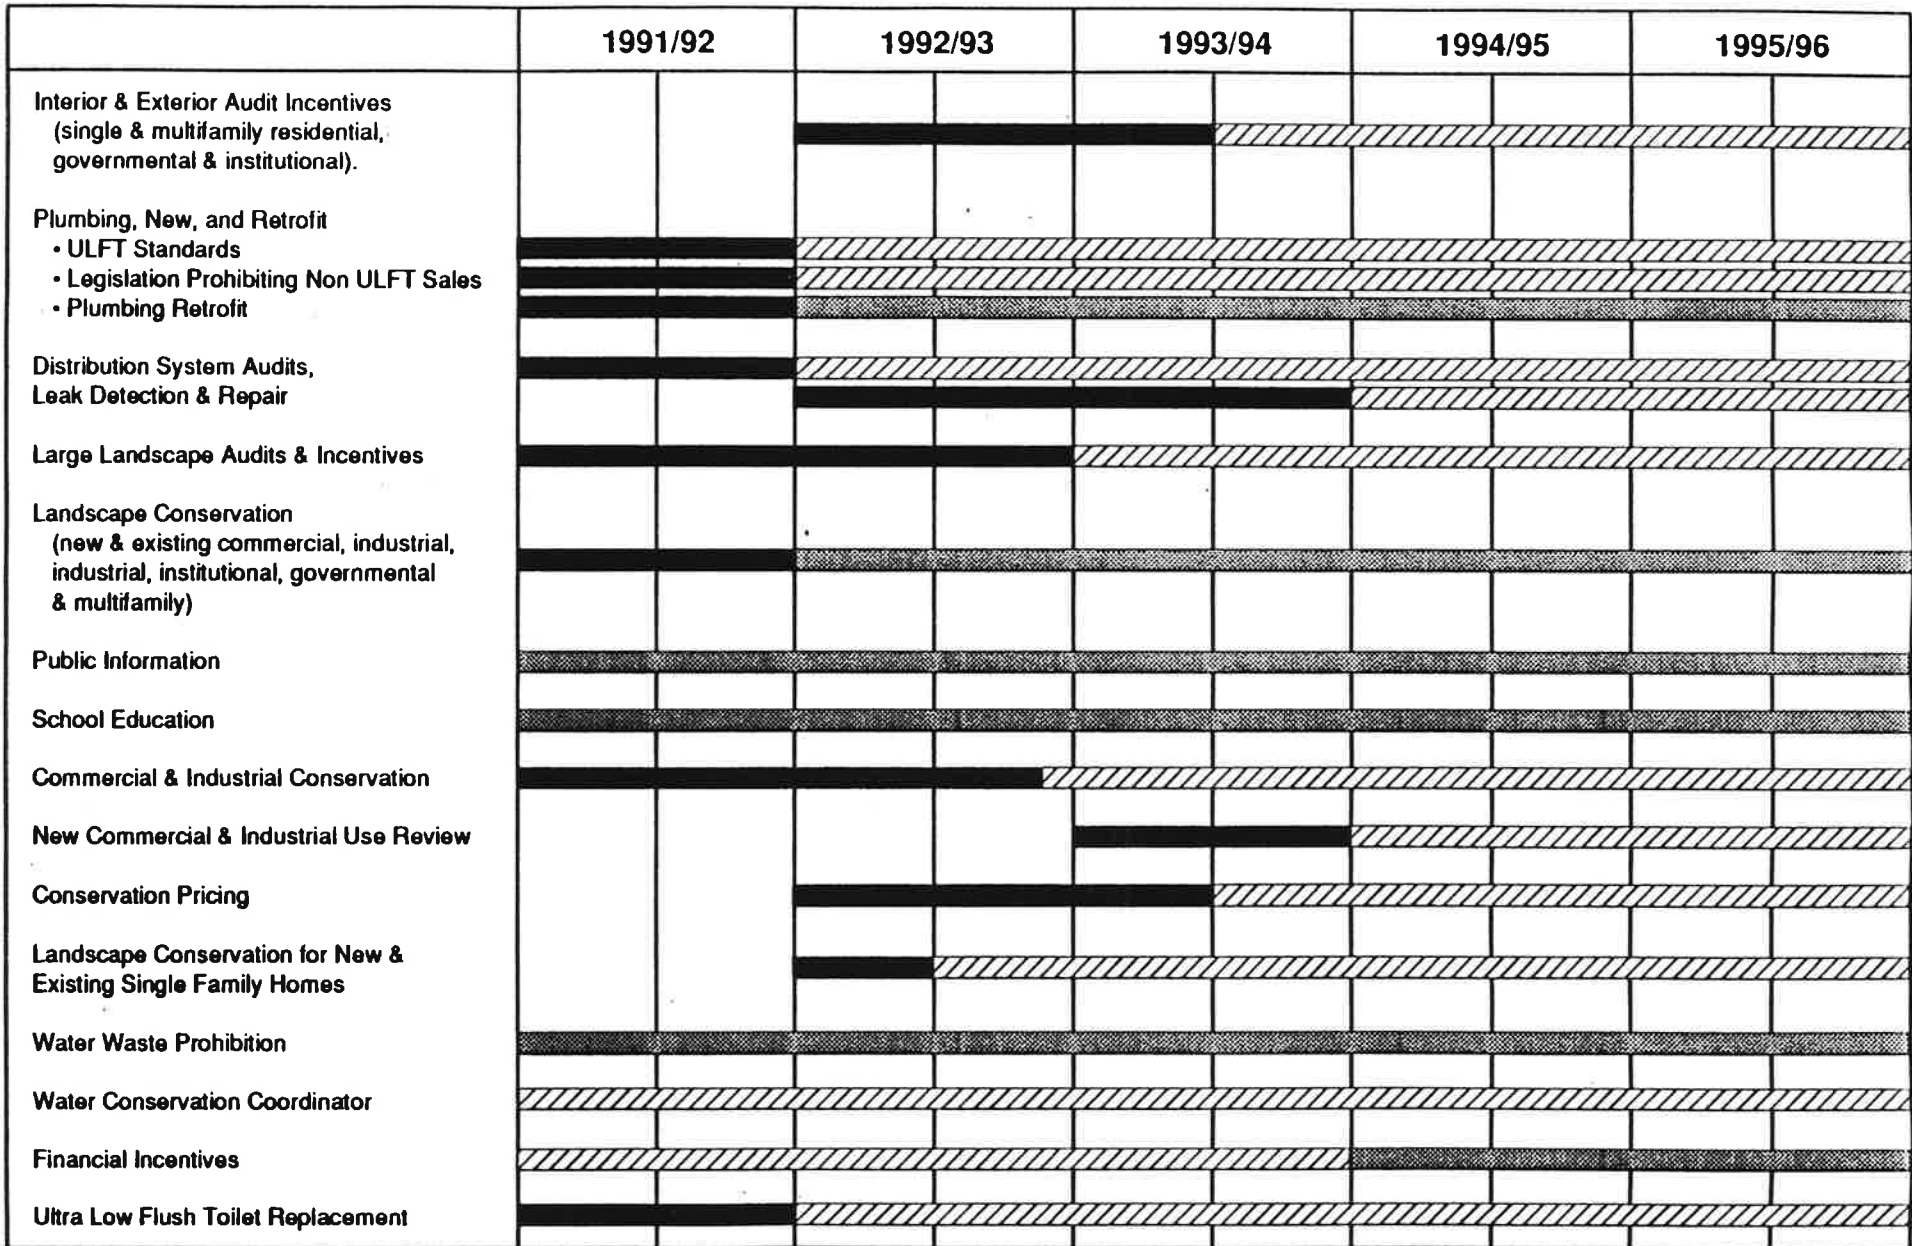 1991/92 1992/93 1993/94 1994/95 1995/96
Interior & Exterior Audit Incentives
(single & multifamily residential,
governmental & institutional).
Plumbing, New, and Retrofit
• ULFT Standards
• Legislation Prohibiting Non ULFT Sales
• Plumbing Retrofit
Distribution System Audits,
Leak Detection & Repair
Large Landscape Audits & Incentives
Landscape Conservation
(new & existing commercial, industrial,
industrial, institutional, governmental
& multifamily)
Public Information
School Education
Commercial & Industrial Conservation
New Commercial & Industrial Use Review
Conservation Pricing
Landscape Conservation for New &
Existing Single Family Homes
Water Waste Prohibition
Water Conservation Coordinator
Financial Incentives
Ultra Low Flush Toilet Replacement